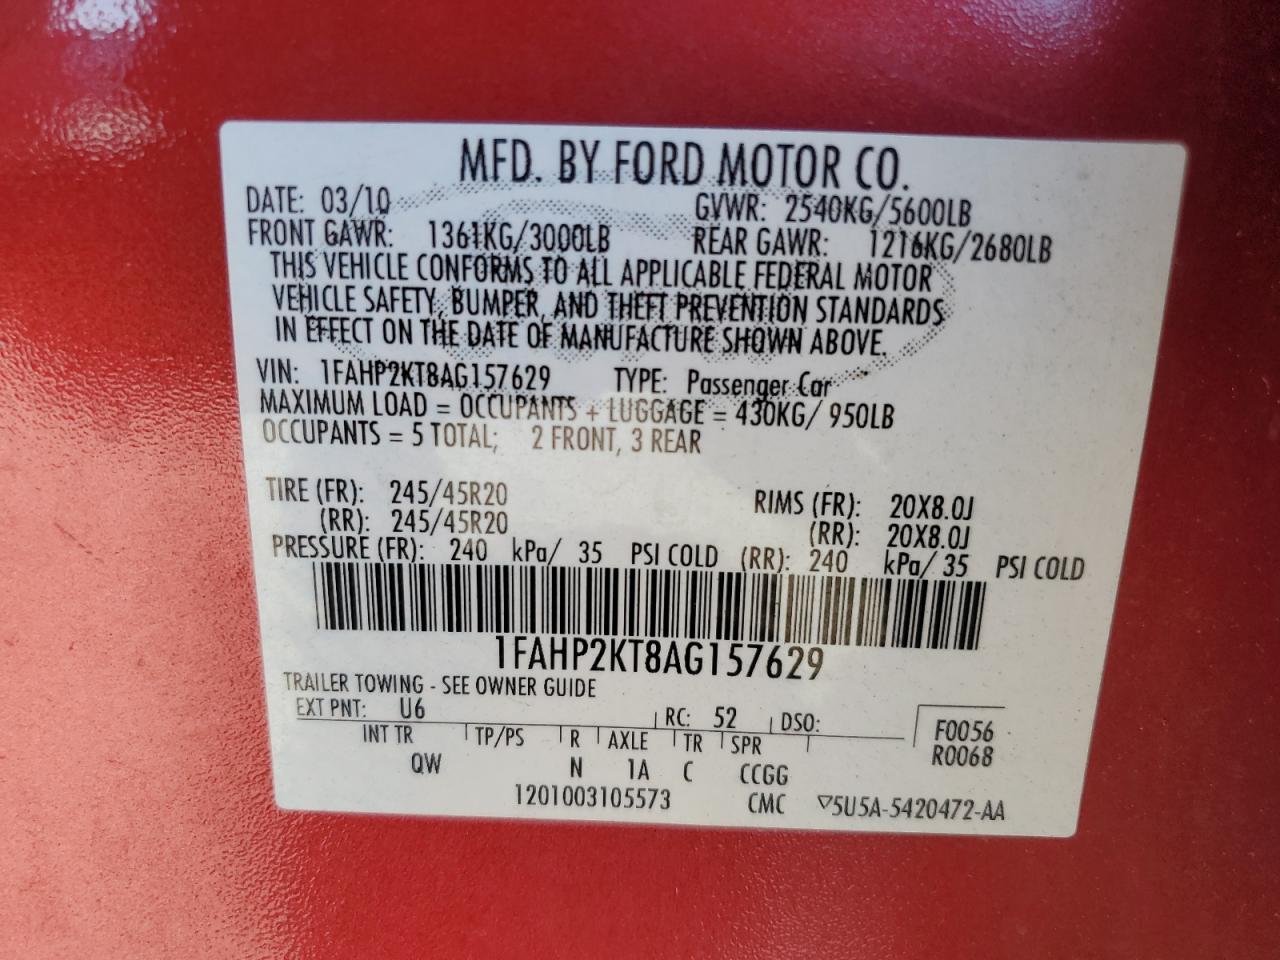 MFD. BY FORD MOTOR CO.
DATE: 03/10 GVWR: 2540KG/5600LB
FRONT GAWR: 1361KG/3000LB REAR GAWR: 1216KG/2680LB
THIS VEHICLE CONFORMS TO ALL APPLICABLE FEDERAL MOTOR
VEHICLE SAFETY, BUMPER, AND THEFT PREVENTION STANDARDS
IN EFFECT ON THE DATE OF MANUFACTURE SHOWN ABOVE.
VIN: 1FAHP2KT8AG157629 TYPE: Passenger Car
MAXIMUM LOAD = OCCUPANTS + LUGGAGE = 430KG/ 950LB
OCCUPANTS = 5 TOTAL; 2 FRONT, 3 REAR
TIRE (FR): 245/45R20 RIMS (FR): 20X8.0J
(RR): 245/45R20 (RR): 20X8.0J
PRESSURE (FR): 240 kPa/ 35 PSI COLD (RR): 240 kPa/ 35 PSI COLD
1FAHP2KT8AG157629
TRAILER TOWING - SEE OWNER GUIDE
EXT PNT: U6 RC: 52 DSO:
INT TR TP/PS R AXLE TR SPR F0056
QW N 1A C CCGG R0068
1201003105573 CMC ▽5U5A-5420472-AA